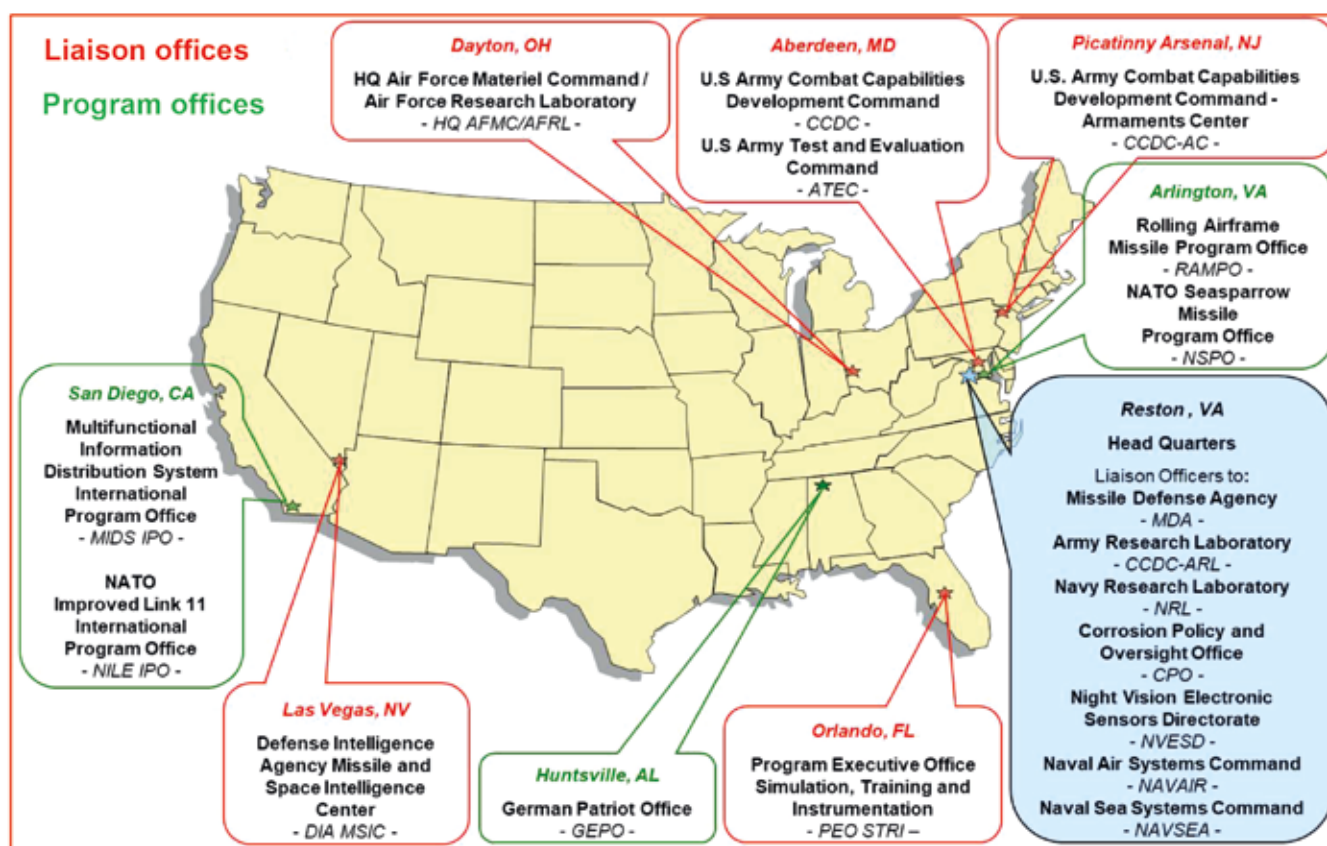 Liaison offices
Program offices
Dayton, OH
HQ Air Force Materiel Command /
Air Force Research Laboratory
- HQ AFMC/AFRL -
Aberdeen, MD
U.S Army Combat Capabilities
Development Command
- CCDC -
U.S Army Test and Evaluation
Command
- ATEC -
Picatinny Arsenal, NJ
U.S. Army Combat Capabilities
Development Command -
Armaments Center
- CCDC-AC -
Arlington, VA
Rolling Airframe
Missile Program Office
- RAMPO -
NATO Seasparrow
Missile
Program Office
- NSPO -
San Diego, CA
Multifunctional
Information
Distribution System
International
Program Office
- MIDS IPO -
NATO
Improved Link 11
International
Program Office
- NILE IPO -
Las Vegas, NV
Defense Intelligence
Agency Missile and
Space Intelligence
Center
- DIA MSIC -
Huntsville, AL
German Patriot Office
- GEPO -
Orlando, FL
Program Executive Office
Simulation, Training and
Instrumentation
- PEO STRI –
Reston , VA
Head Quarters
Liaison Officers to:
Missile Defense Agency
- MDA -
Army Research Laboratory
- CCDC-ARL -
Navy Research Laboratory
- NRL -
Corrosion Policy and
Oversight Office
- CPO -
Night Vision Electronic
Sensors Directorate
- NVESD -
Naval Air Systems Command
- NAVAIR -
Naval Sea Systems Command
- NAVSEA -